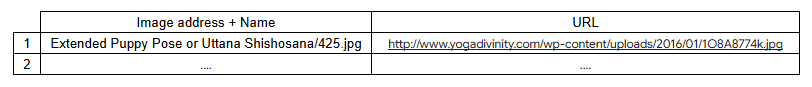 Image address + Name URL
1 Extended Puppy Pose or Uttana Shishosana/425.jpg http://www.yogadivinity.com/wp-content/uploads/2016/01/1O8A8774k.jpg
2 .... ....